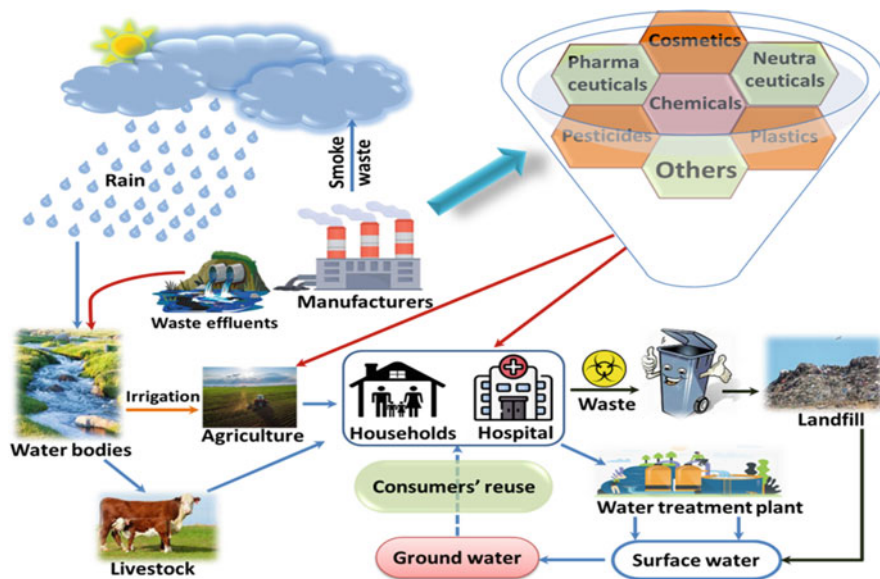 Cosmetics
Pharma
ceuticals
Neutra
ceuticals
Chemicals
Pesticides
Plastics
Others
Smoke
waste
Rain
Manufacturers
Waste effluents
Irrigation
Water bodies
Agriculture
Households
Hospital
Waste
Landfill
Consumers' reuse
Water treatment plant
Livestock
Ground water
Surface water